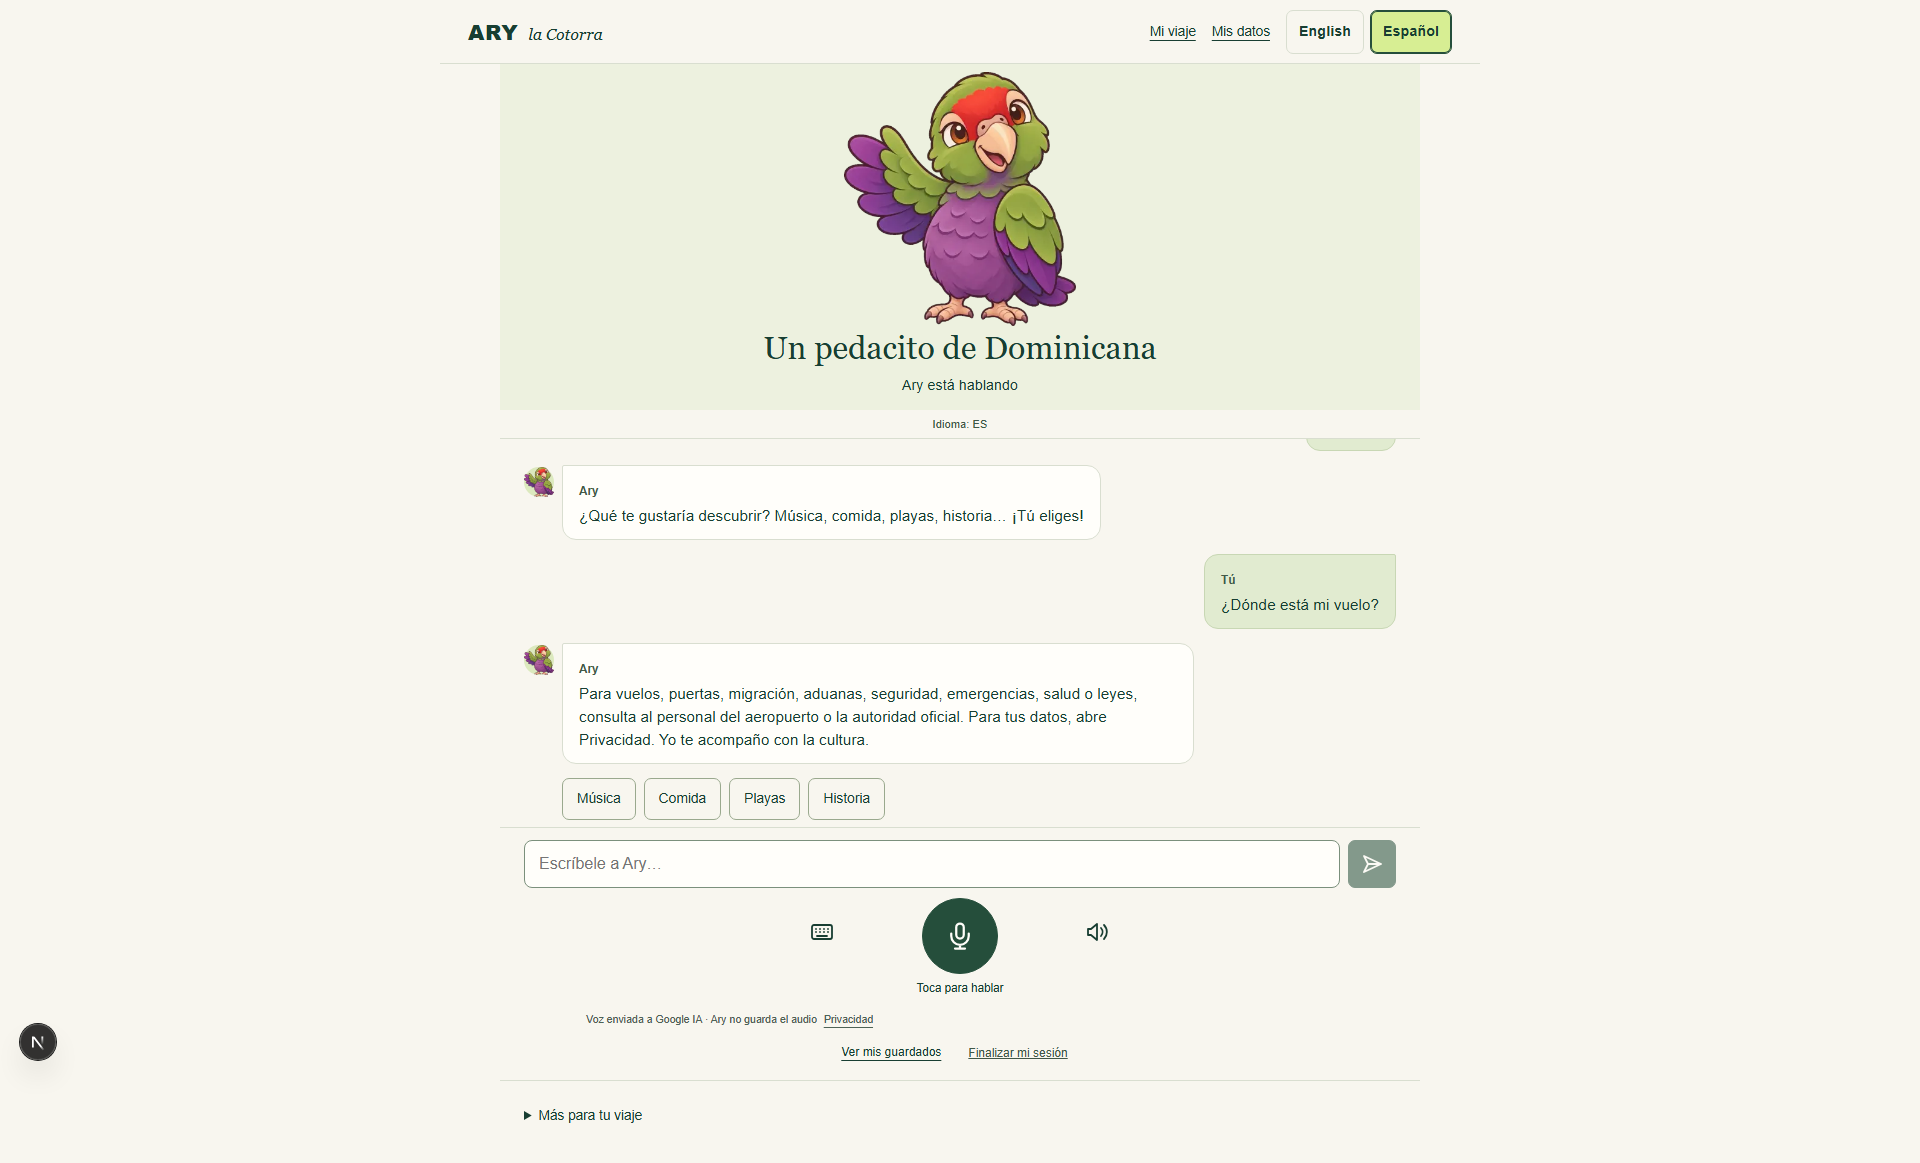 ARY la Cotorra
Mi viaje
Mis datos
English
Español
Un pedacito de Dominicana
Ary está hablando
Idioma: ES
Ary
¿Qué te gustaría descubrir? Música, comida, playas, historia… ¡Tú eliges!
Tú
¿Dónde está mi vuelo?
Ary
Para vuelos, puertas, migración, aduanas, seguridad, emergencias, salud o leyes,
consulta al personal del aeropuerto o la autoridad oficial. Para tus datos, abre
Privacidad. Yo te acompaño con la cultura.
Música
Comida
Playas
Historia
Escríbele a Ary…
Toca para hablar
Voz enviada a Google IA · Ary no guarda el audio Privacidad
Ver mis guardados
Finalizar mi sesión
N
Más para tu viaje